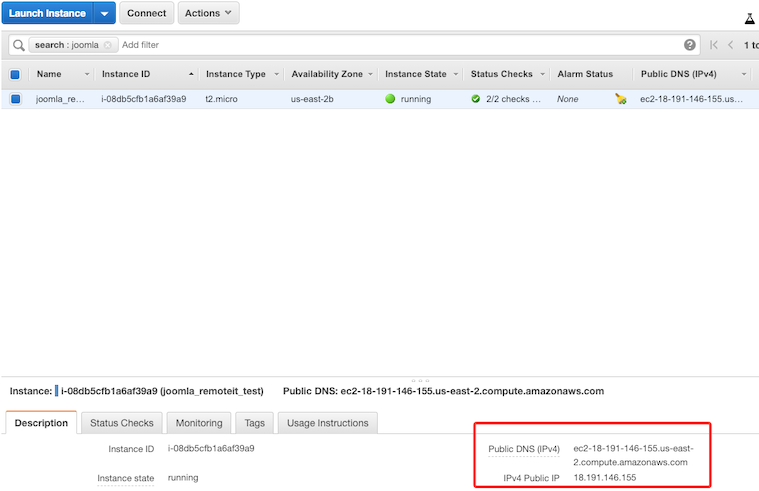 Launch Instance Connect Actions
search : joomla Add filter 1 to
Name Instance ID Instance Type Availability Zone Instance State Status Checks Alarm Status Public DNS (IPv4)
joomla_re... i-08db5cfb1a6af39a9 t2.micro us-east-2b running 2/2 checks ... None ec2-18-191-146-155.us...
Instance: i-08db5cfb1a6af39a9 (joomla_remoteit_test) Public DNS: ec2-18-191-146-155.us-east-2.compute.amazonaws.com
Description Status Checks Monitoring Tags Usage Instructions
Instance ID i-08db5cfb1a6af39a9 Public DNS (IPv4) ec2-18-191-146-155.us-east-
2.compute.amazonaws.com
Instance state running IPv4 Public IP 18.191.146.155